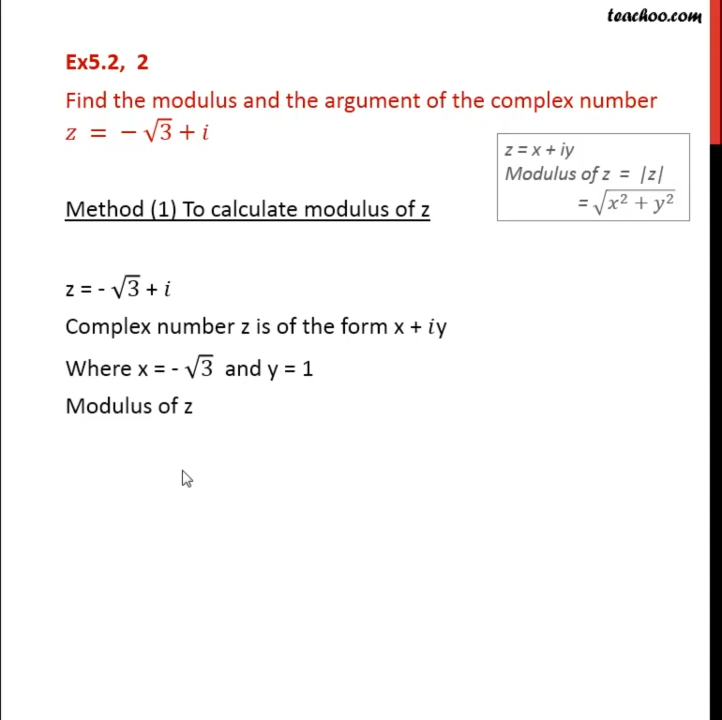 teachoo.com
Ex5.2, 2
Find the modulus and the argument of the complex number
z = − √3 + i
z = x + iy
Modulus of z = |z|
= √x² + y²
Method (1) To calculate modulus of z
z = - √3 + i
Complex number z is of the form x + iy
Where x = - √3 and y = 1
Modulus of z